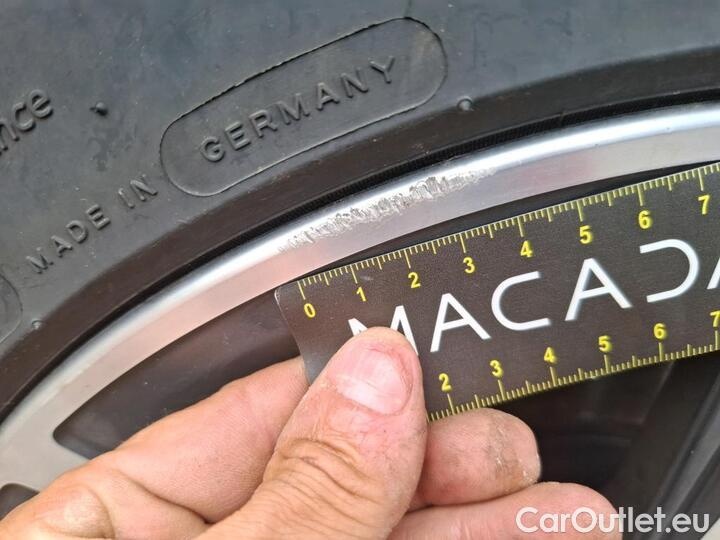 nce
MADE IN GERMANY
0 1 2 3 4 5 6 7
MACADA
2 3 4 5 6 7
CarOutlet.eu